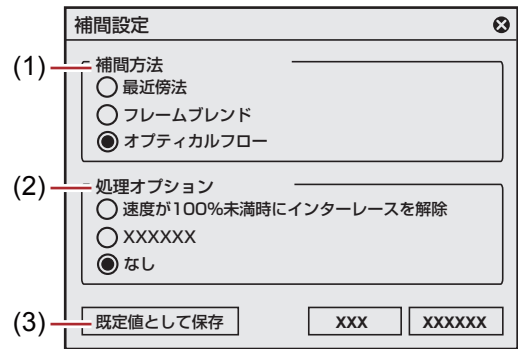 補間設定
(1)
補間方法
最近傍法
フレームブレンド
オプティカルフロー
(2)
処理オプション
速度が100%未満時にインターレースを解除
XXXXXX
なし
(3)
既定値として保存
XXX
XXXXXX